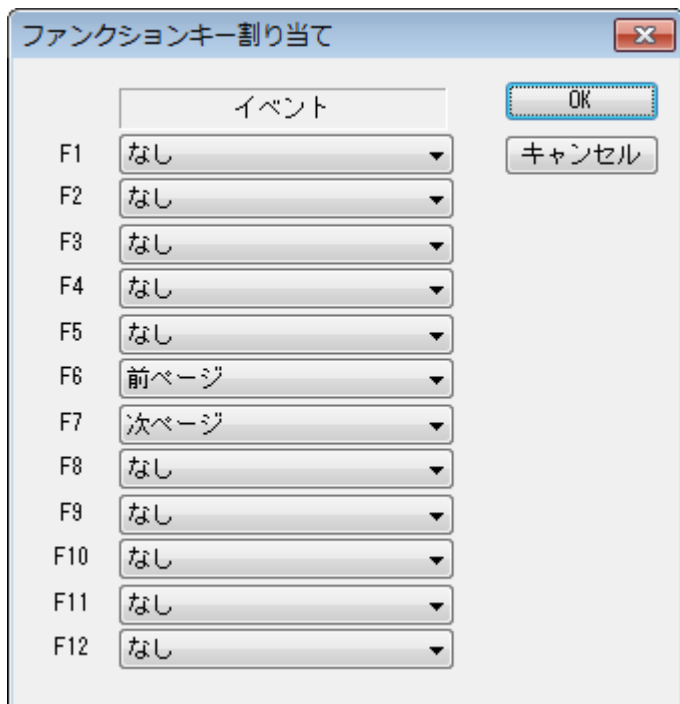 ファンクションキー割り当て
イベント
OK
F1 なし
キャンセル
F2 なし
F3 なし
F4 なし
F5 なし
F6 前ページ
F7 次ページ
F8 なし
F9 なし
F10 なし
F11 なし
F12 なし